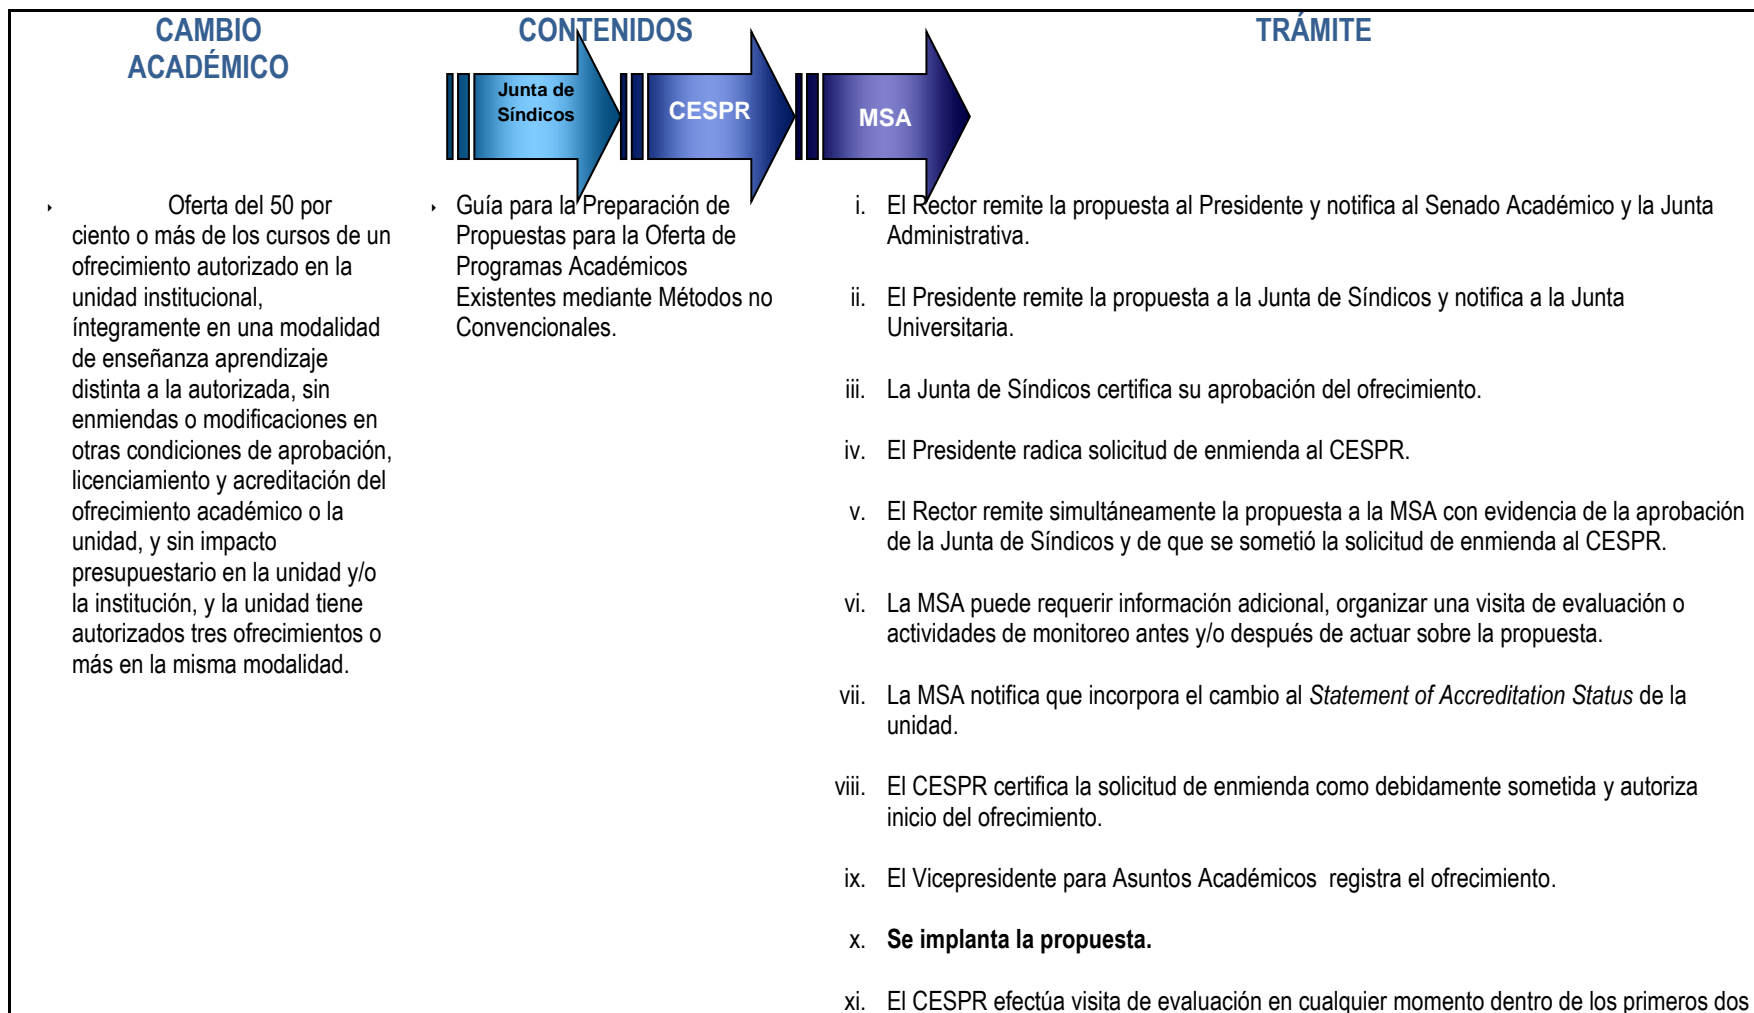 CAMBIO
ACADÉMICO
CONTENIDOS
TRÁMITE
Junta de
Síndicos
CESPR
MSA
Oferta del 50 por
ciento o más de los cursos de un
ofrecimiento autorizado en la
unidad institucional,
íntegramente en una modalidad
de enseñanza aprendizaje
distinta a la autorizada, sin
enmiendas o modificaciones en
otras condiciones de aprobación,
licenciamiento y acreditación del
ofrecimiento académico o la
unidad, y sin impacto
presupuestario en la unidad y/o
la institución, y la unidad tiene
autorizados tres ofrecimientos o
más en la misma modalidad.
Guía para la Preparación de
Propuestas para la Oferta de
Programas Académicos
Existentes mediante Métodos no
Convencionales.
i. El Rector remite la propuesta al Presidente y notifica al Senado Académico y la Junta
Administrativa.
ii. El Presidente remite la propuesta a la Junta de Síndicos y notifica a la Junta
Universitaria.
iii. La Junta de Síndicos certifica su aprobación del ofrecimiento.
iv. El Presidente radica solicitud de enmienda al CESPR.
v. El Rector remite simultáneamente la propuesta a la MSA con evidencia de la aprobación
de la Junta de Síndicos y de que se sometió la solicitud de enmienda al CESPR.
vi. La MSA puede requerir información adicional, organizar una visita de evaluación o
actividades de monitoreo antes y/o después de actuar sobre la propuesta.
vii. La MSA notifica que incorpora el cambio al Statement of Accreditation Status de la
unidad.
viii. El CESPR certifica la solicitud de enmienda como debidamente sometida y autoriza
inicio del ofrecimiento.
ix. El Vicepresidente para Asuntos Académicos registra el ofrecimiento.
x. Se implanta la propuesta.
xi. El CESPR efectúa visita de evaluación en cualquier momento dentro de los primeros dos